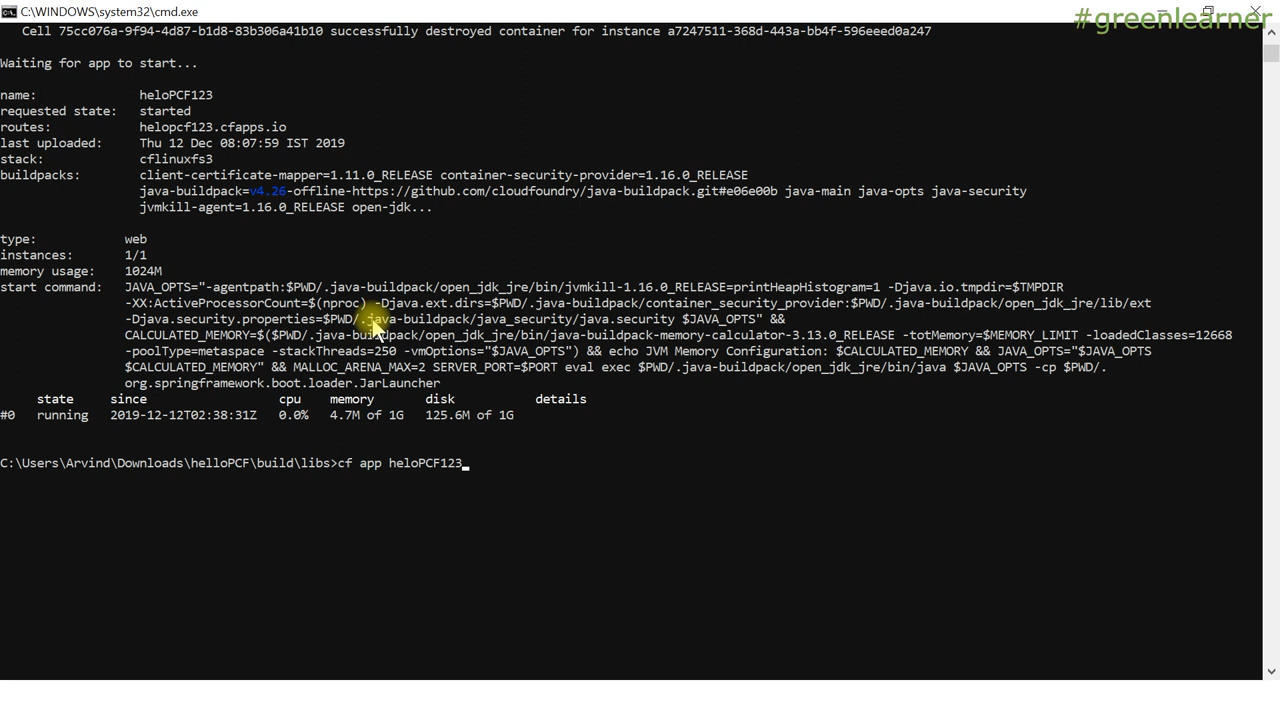 C:\WINDOWS\system32\cmd.exe
#greenlearner
Cell 75cc076a-9f94-4d87-b1d8-83b306a41b10 successfully destroyed container for instance a7247511-368d-443a-bb4f-596eeed0a247
Waiting for app to start...
name: heloPCF123
requested state: started
routes: helopcf123.cfapps.io
last uploaded: Thu 12 Dec 08:07:59 IST 2019
stack: cflinuxfs3
buildpacks: client-certificate-mapper=1.11.0_RELEASE container-security-provider=1.16.0_RELEASE
java-buildpack=v4.26-offline-https://github.com/cloudfoundry/java-buildpack.git#e06e00b java-main java-opts java-security
jvmkill-agent=1.16.0_RELEASE open-jdk...
type: web
instances: 1/1
memory usage: 1024M
start command: JAVA_OPTS="-agentpath:$PWD/.java-buildpack/open_jdk_jre/bin/jvmkill-1.16.0_RELEASE=printHeapHistogram=1 -Djava.io.tmpdir=$TMPDIR
-XX:ActiveProcessorCount=$(nproc) -Djava.ext.dirs=$PWD/.java-buildpack/container_security_provider:$PWD/.java-buildpack/open_jdk_jre/lib/ext
-Djava.security.properties=$PWD/.java-buildpack/java_security/java.security $JAVA_OPTS" &&
CALCULATED_MEMORY=$($PWD/.java-buildpack/open_jdk_jre/bin/java-buildpack-memory-calculator-3.13.0_RELEASE -totMemory=$MEMORY_LIMIT -loadedClasses=12668
-poolType=metaspace -stackThreads=250 -vmOptions="$JAVA_OPTS") && echo JVM Memory Configuration: $CALCULATED_MEMORY && JAVA_OPTS="$JAVA_OPTS
$CALCULATED_MEMORY" && MALLOC_ARENA_MAX=2 SERVER_PORT=$PORT eval exec $PWD/.java-buildpack/open_jdk_jre/bin/java $JAVA_OPTS -cp $PWD/.
org.springframework.boot.loader.JarLauncher
state since cpu memory disk details
#0 running 2019-12-12T02:38:31Z 0.0% 4.7M of 1G 125.6M of 1G
C:\Users\Arvind\Downloads\helloPCF\build\libs>cf app heloPCF123